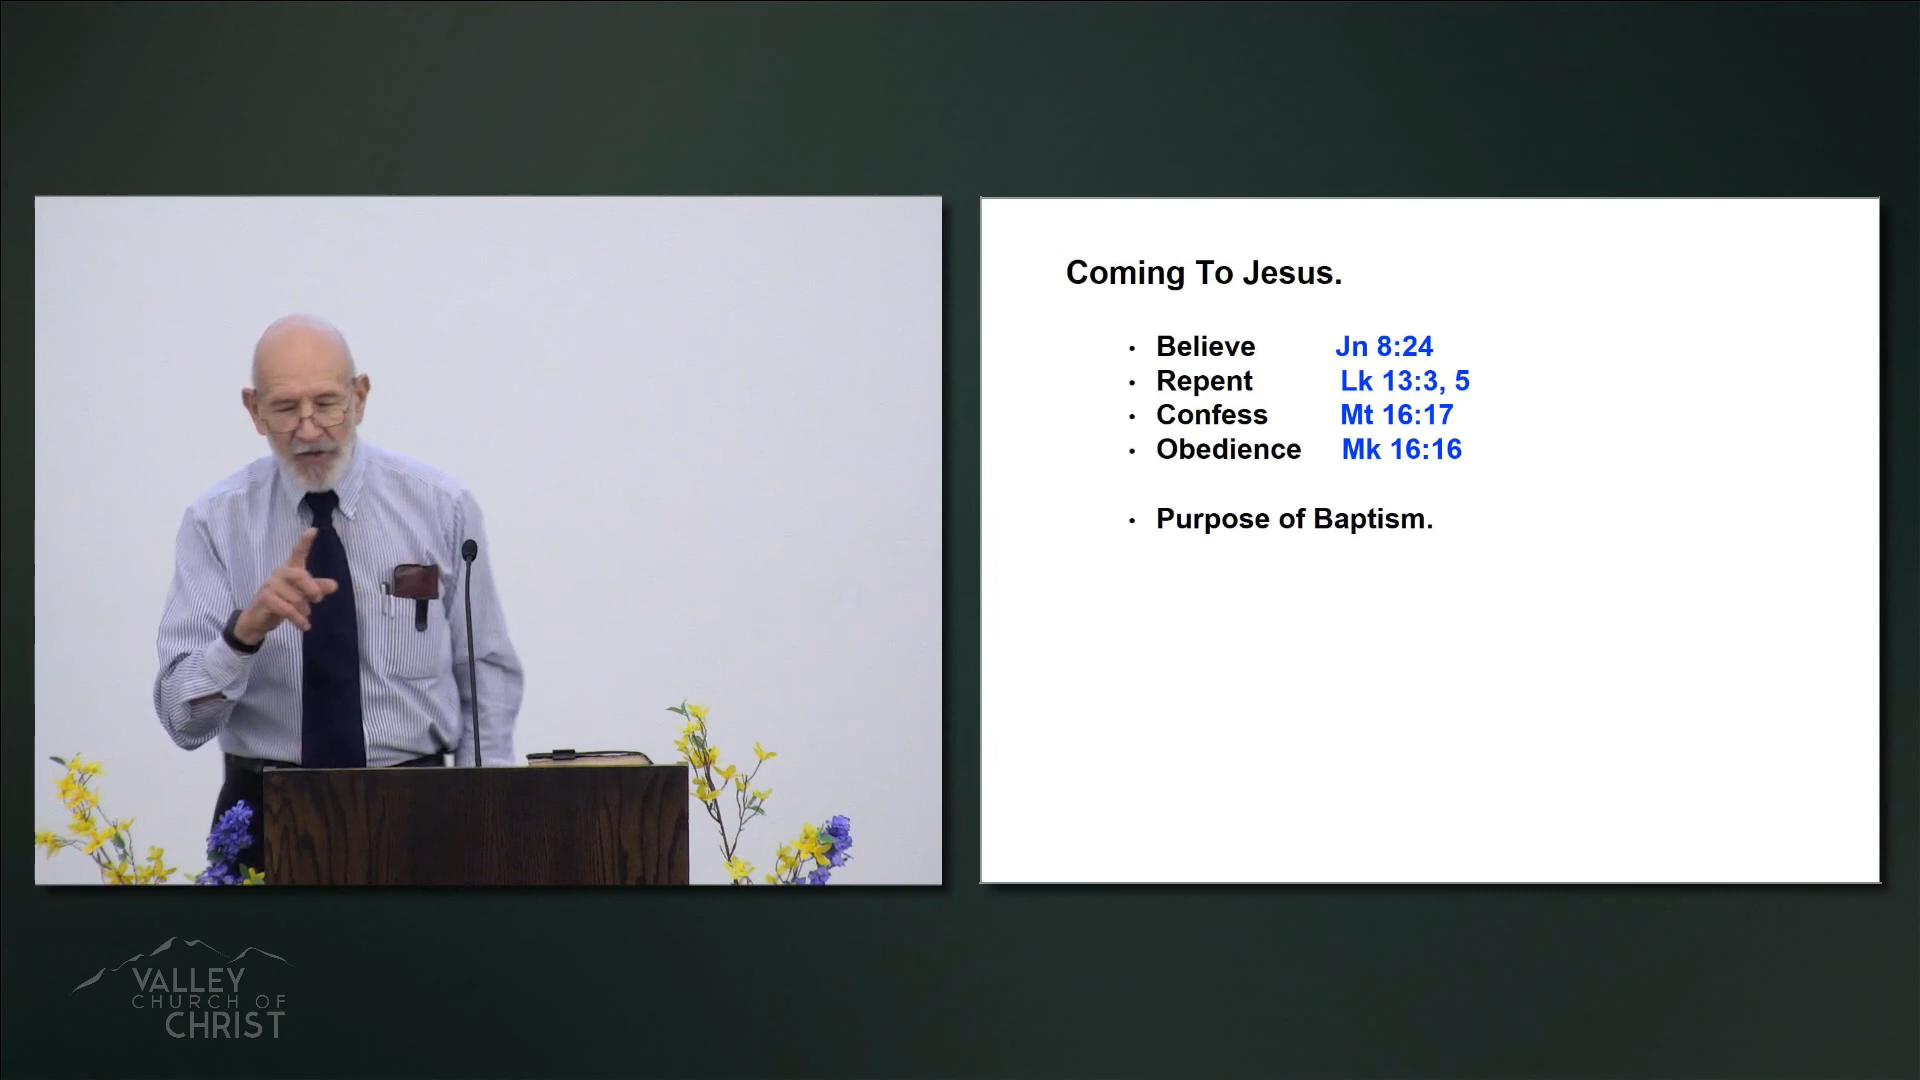 Coming To Jesus.
• Believe Jn 8:24
• Repent Lk 13:3, 5
• Confess Mt 16:17
• Obedience Mk 16:16
• Purpose of Baptism.
VALLEY
CHURCH OF
CHRIST